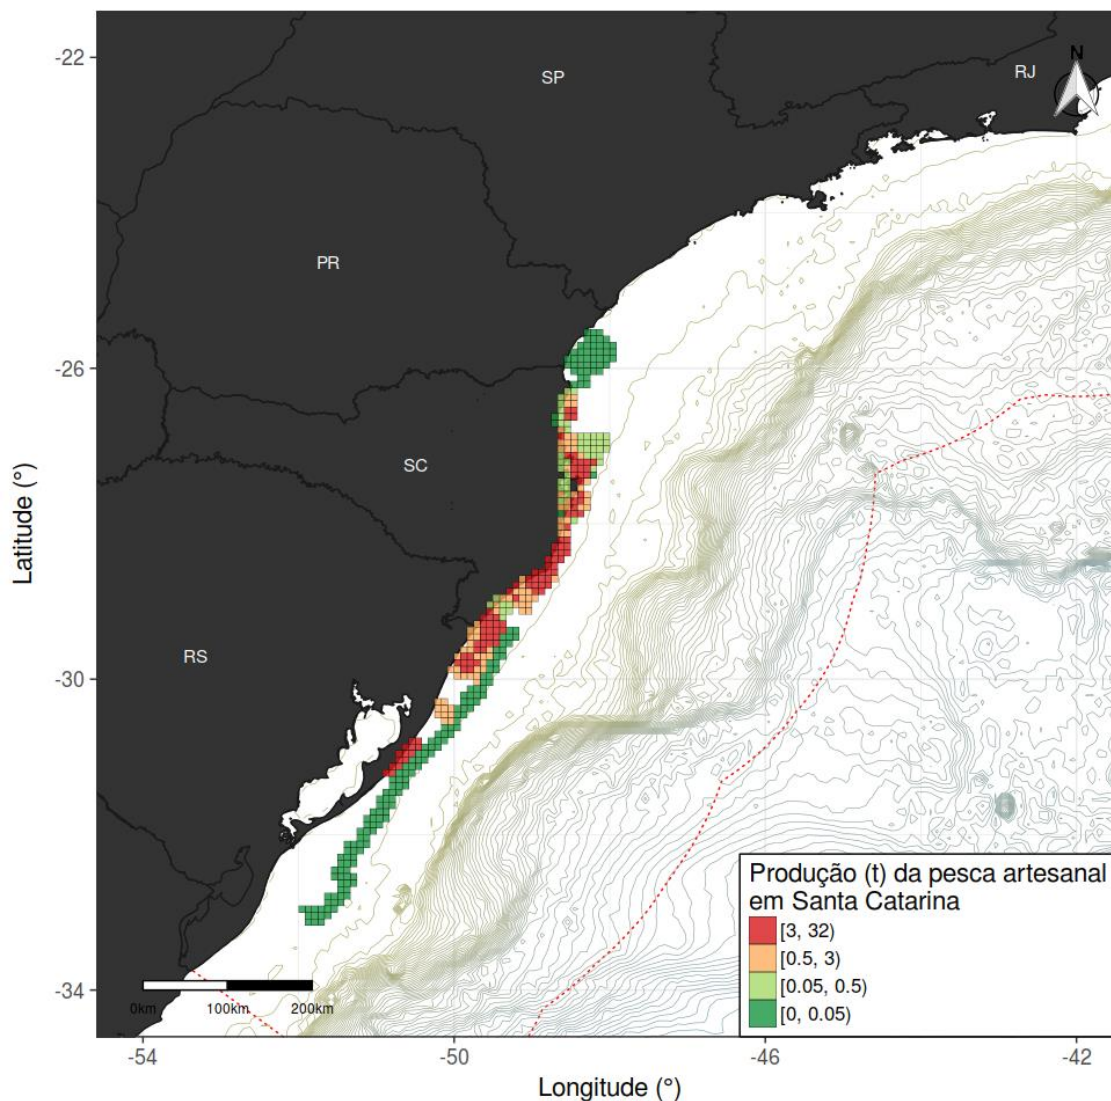 N
-22
SP
RJ
PR
-26
SC
Latitude (°)
RS
-30
Produção (t) da pesca artesanal
em Santa Catarina
[3, 32)
[0.5, 3)
[0.05, 0.5)
[0, 0.05)
-34
0km 100km 200km
-54 -50 -46 -42
Longitude (°)